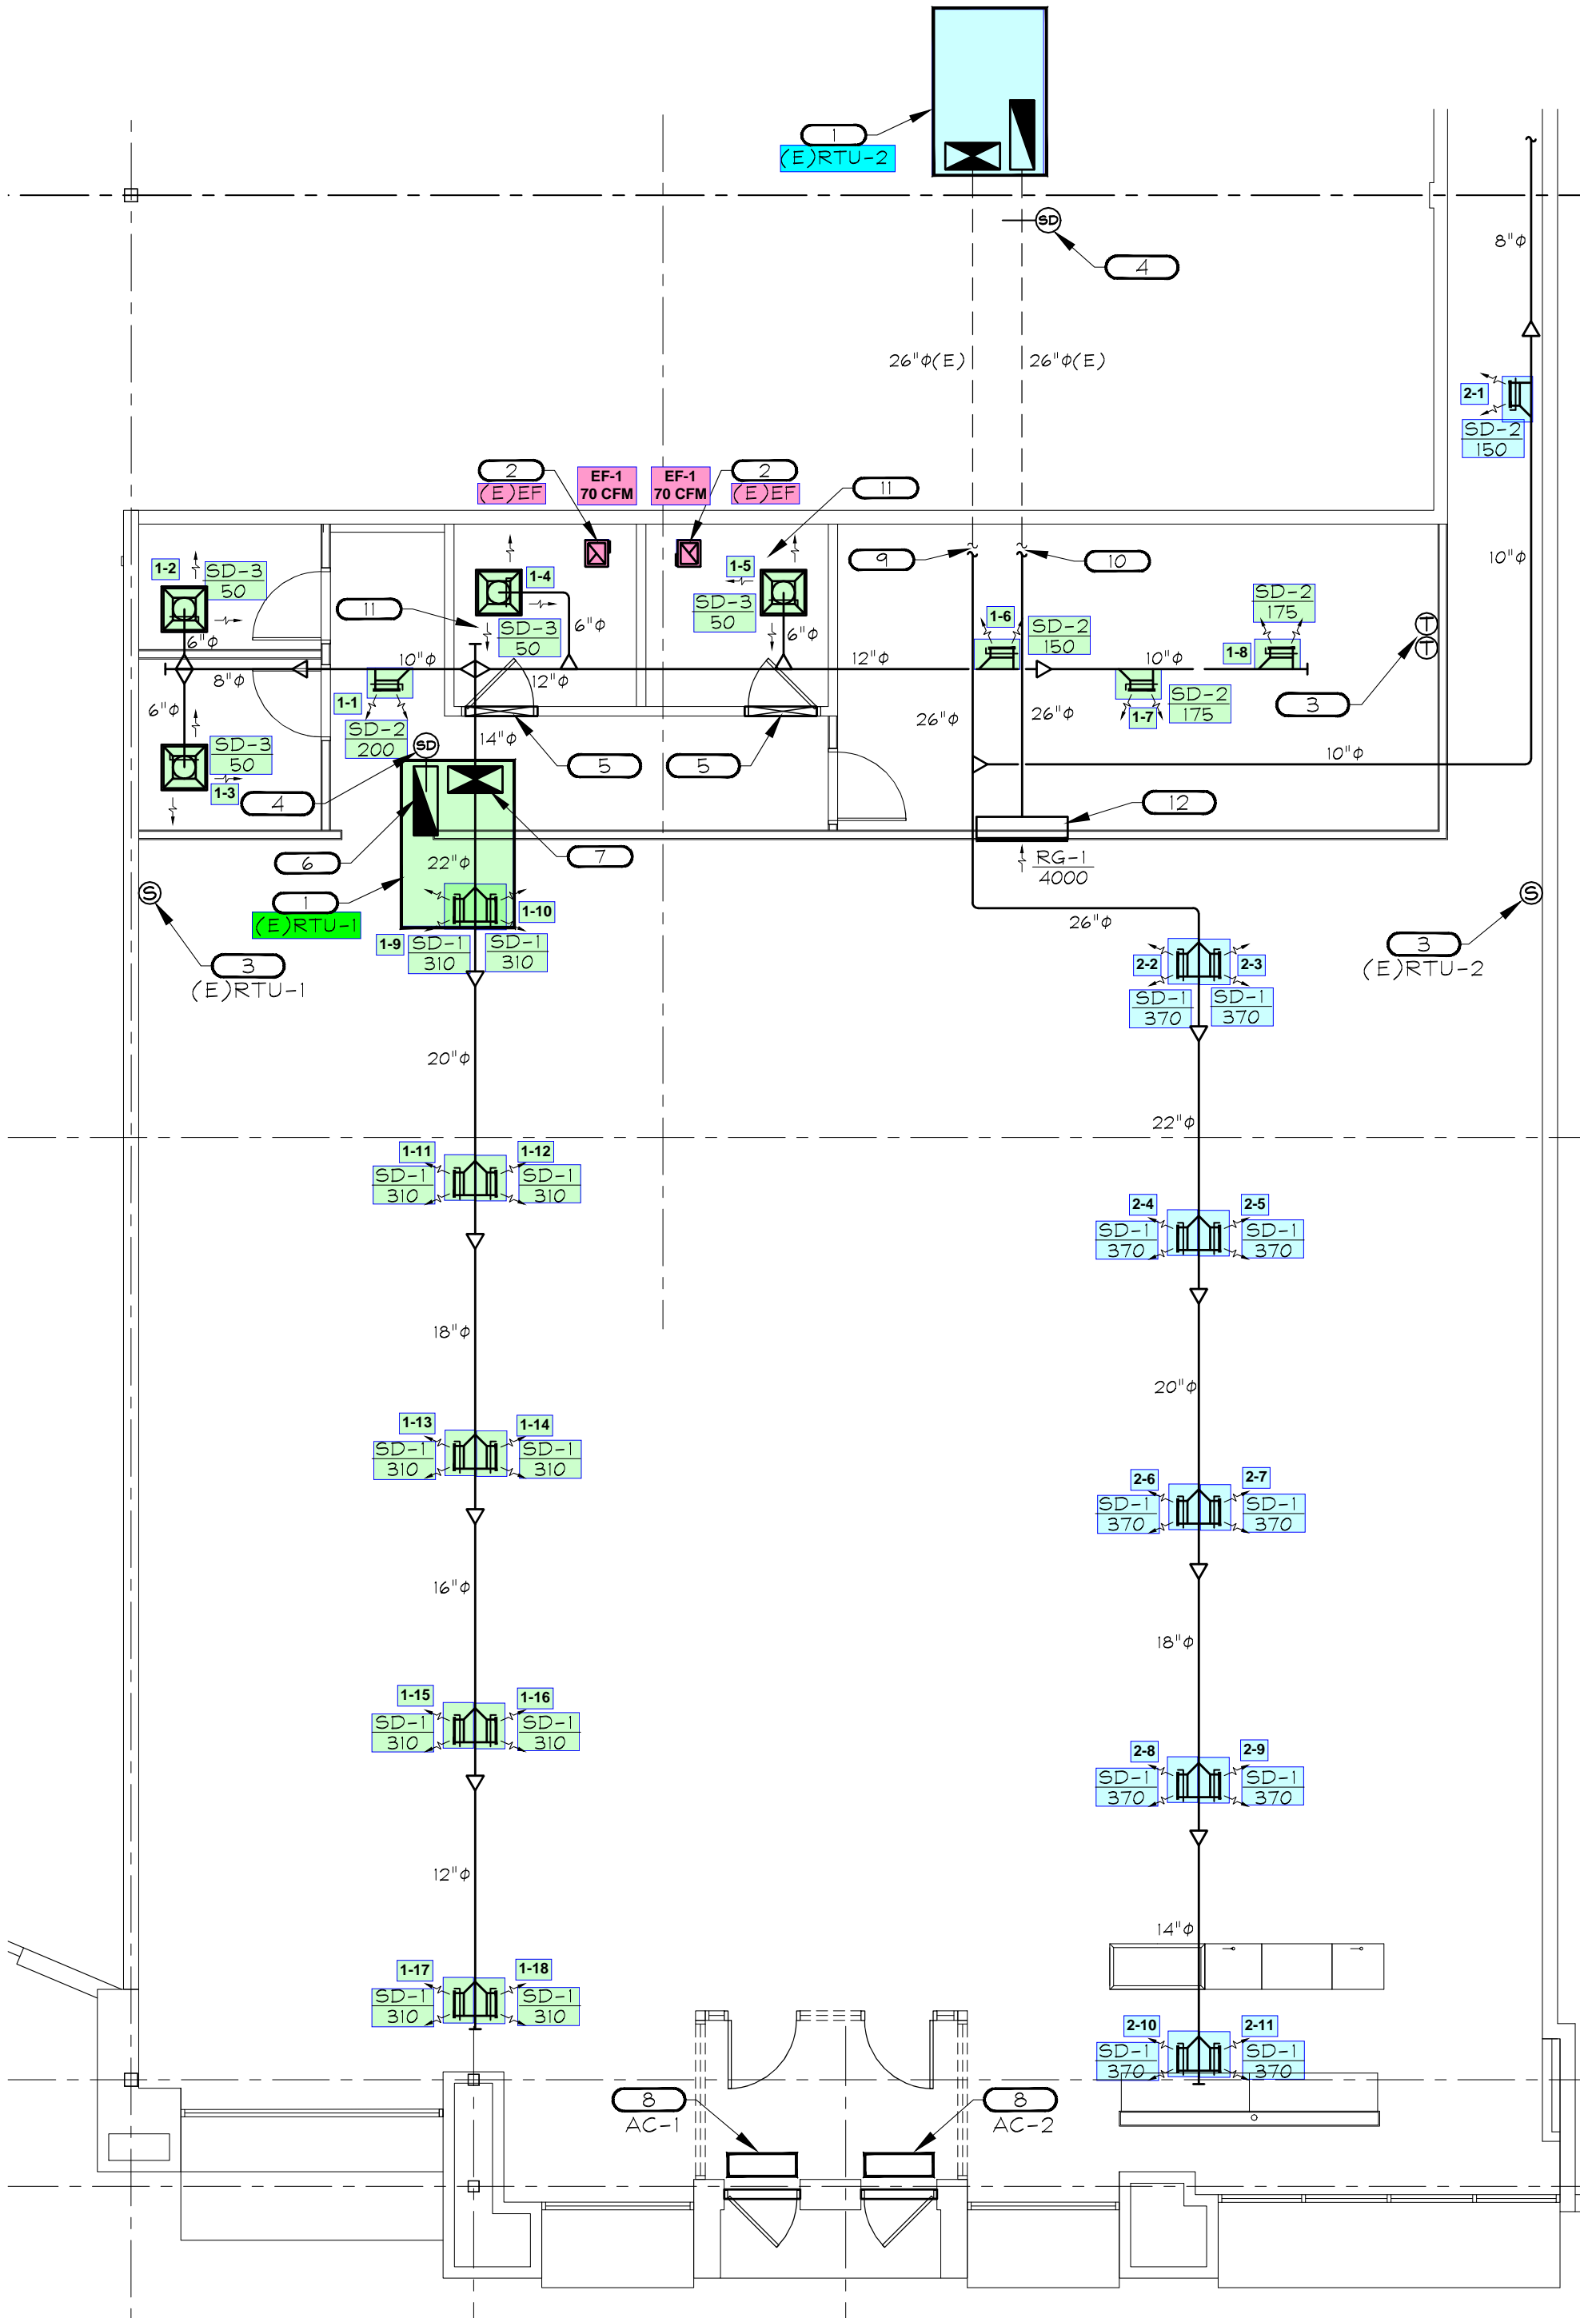 1
(E)RTU-2
SD
4
8"ϕ
26"ϕ(E)
26"ϕ(E)
2-1
SD-2
150
2
(E)EF
EF-1
70 CFM
EF-1
70 CFM
2
(E)EF
11
10"ϕ
9
10
1-2
SD-3
50
1-4
1-5
SD-3
50
SD-2
175
11
SD-3
50
6"ϕ
6"ϕ
1-6
SD-2
150
T
T
6"ϕ
10"ϕ
12"ϕ
12"ϕ
10"ϕ
1-8
8"ϕ
6"ϕ
1-1
SD-2
200
1-7
SD-2
175
3
26"ϕ
26"ϕ
14"ϕ
SD
SD-3
50
1-3
5
5
10"ϕ
4
12
6
22"ϕ
7
RG-1
4000
S
1
(E)RTU-1
1-10
S
1-9
SD-1
310
SD-1
310
26"ϕ
3
(E)RTU-1
3
(E)RTU-2
2-2
2-3
SD-1
370
SD-1
370
20"ϕ
22"ϕ
1-11
1-12
SD-1
310
SD-1
310
2-4
2-5
SD-1
370
SD-1
370
18"ϕ
20"ϕ
1-13
1-14
SD-1
310
SD-1
310
2-6
2-7
SD-1
370
SD-1
370
16"ϕ
18"ϕ
1-15
1-16
SD-1
310
SD-1
310
2-8
2-9
SD-1
370
SD-1
370
12"ϕ
14"ϕ
1-17
1-18
SD-1
310
SD-1
310
2-10
2-11
SD-1
370
SD-1
370
8
AC-1
8
AC-2